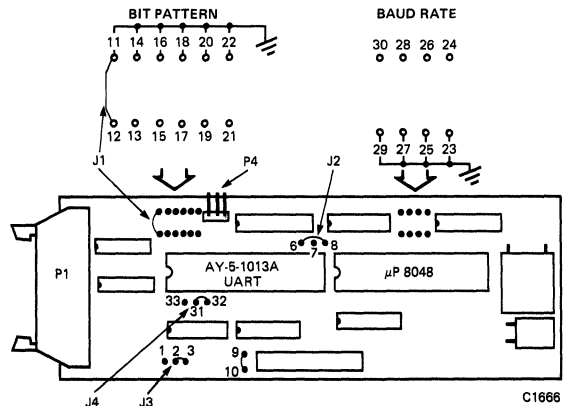 BIT PATTERN
BAUD RATE
11 14 16 18 20 22
30 28 26 24
12 13 15 17 19 21
29 27 25 23
J1
P4
J2
6 7 8
P1
AY-5-1013A
UART
µP 8048
33 31 32
1 2 3
9
10
J4
J3
C1666